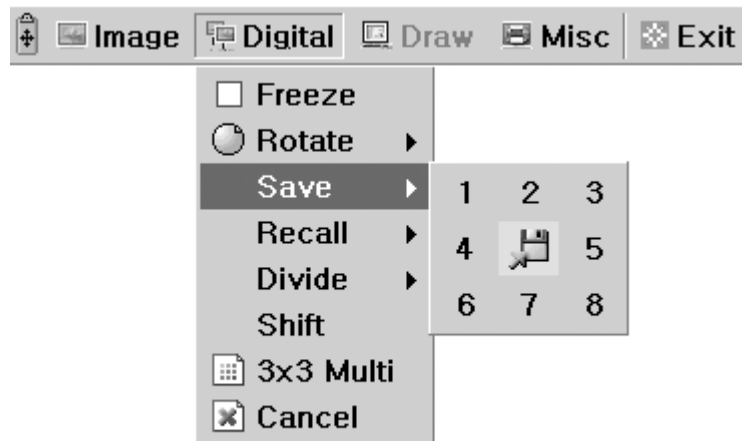 Image Digital Draw Misc Exit
Freeze
Rotate
Save
1 2 3
Recall
4 5
Divide
6 7 8
Shift
3x3 Multi
Cancel